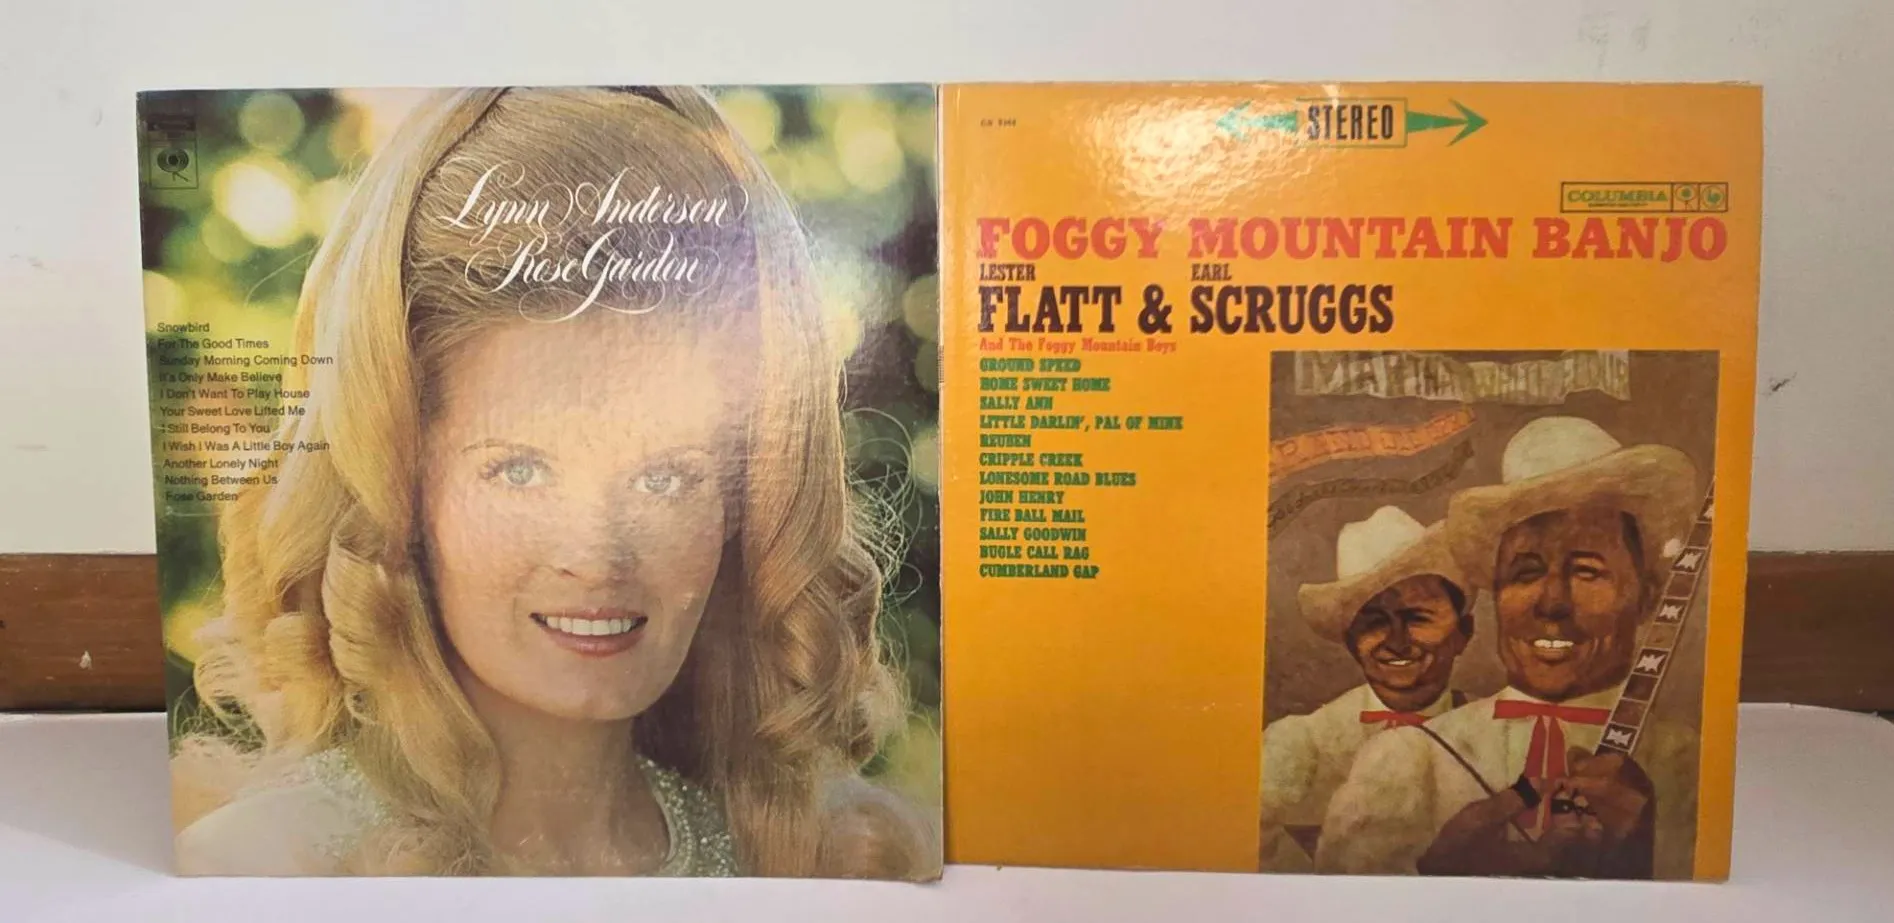 Lynn Anderson
Rose Garden
Snowbird
For The Good Times
Sunday Morning Coming Down
It's Only Make Believe
I Don't Want To Play House
Your Sweet Love Lifted Me
I Still Belong To You
I Wish I Was A Little Boy Again
Another Lonely Night
Nothing Between Us
Rose Garden
STEREO
COLUMBIA
FOGGY MOUNTAIN BANJO
LESTER EARL
FLATT & SCRUGGS
And The Foggy Mountain Boys
GROUND SPEED
HOME SWEET HOME
SALLY ANN
LITTLE DARLIN', PAL OF MINE
REUBEN
CRIPPLE CREEK
LONESOME ROAD BLUES
JOHN HENRY
FIRE BALL MAIL
SALLY GOODWIN
BUGLE CALL RAG
CUMBERLAND GAP